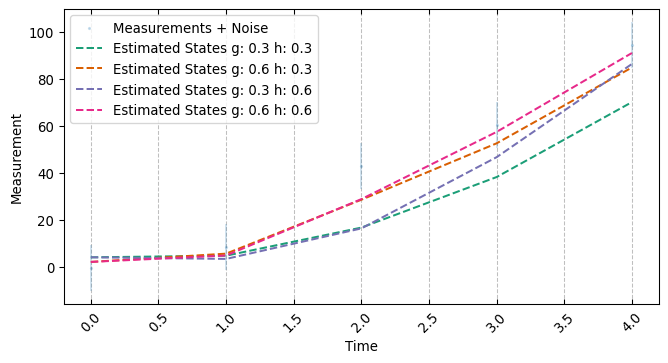 Measurements + Noise
Estimated States g: 0.3 h: 0.3
Estimated States g: 0.6 h: 0.3
Estimated States g: 0.3 h: 0.6
Estimated States g: 0.6 h: 0.6
100
80
60
40
20
0
Measurement
0.0 0.5 1.0 1.5 2.0 2.5 3.0 3.5 4.0
Time